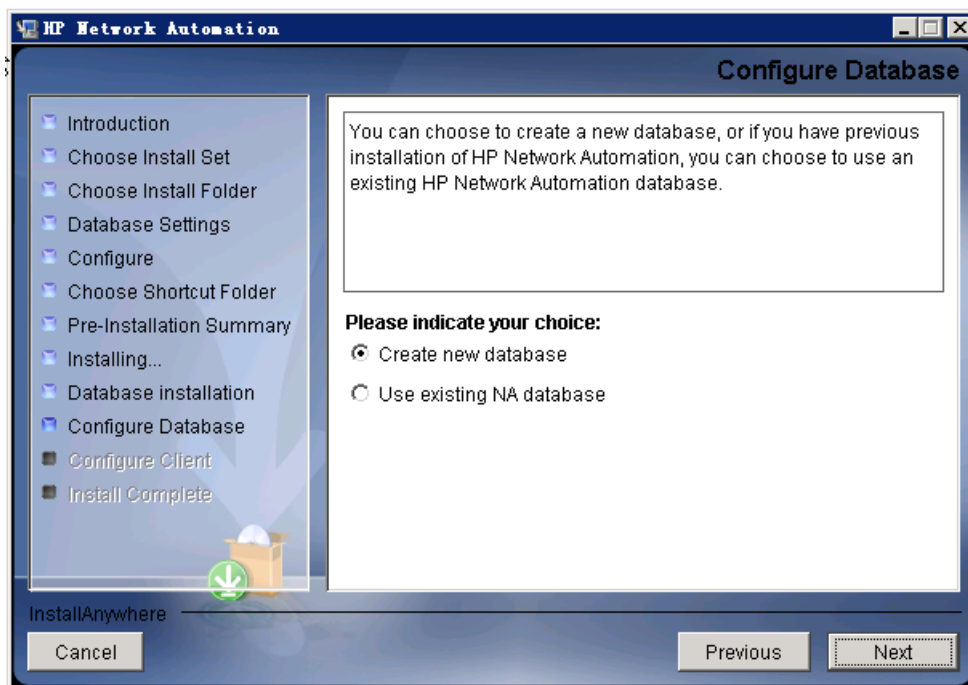 HP Network Automation
Configure Database
Introduction
Choose Install Set
Choose Install Folder
Database Settings
Configure
Choose Shortcut Folder
Pre-Installation Summary
Installing...
Database installation
Configure Database
Configure Client
Install Complete
You can choose to create a new database, or if you have previous
installation of HP Network Automation, you can choose to use an
existing HP Network Automation database.
Please indicate your choice:
Create new database
Use existing NA database
InstallAnywhere
Cancel
Previous
Next